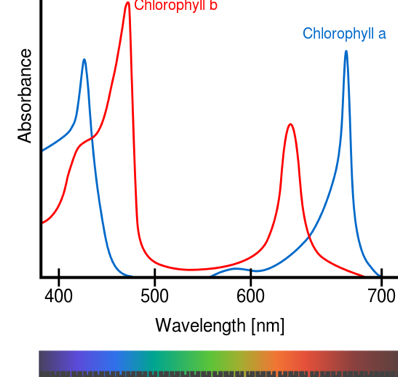 Chlorophyll b
Chlorophyll a
Absorbance
400 500 600 700
Wavelength [nm]